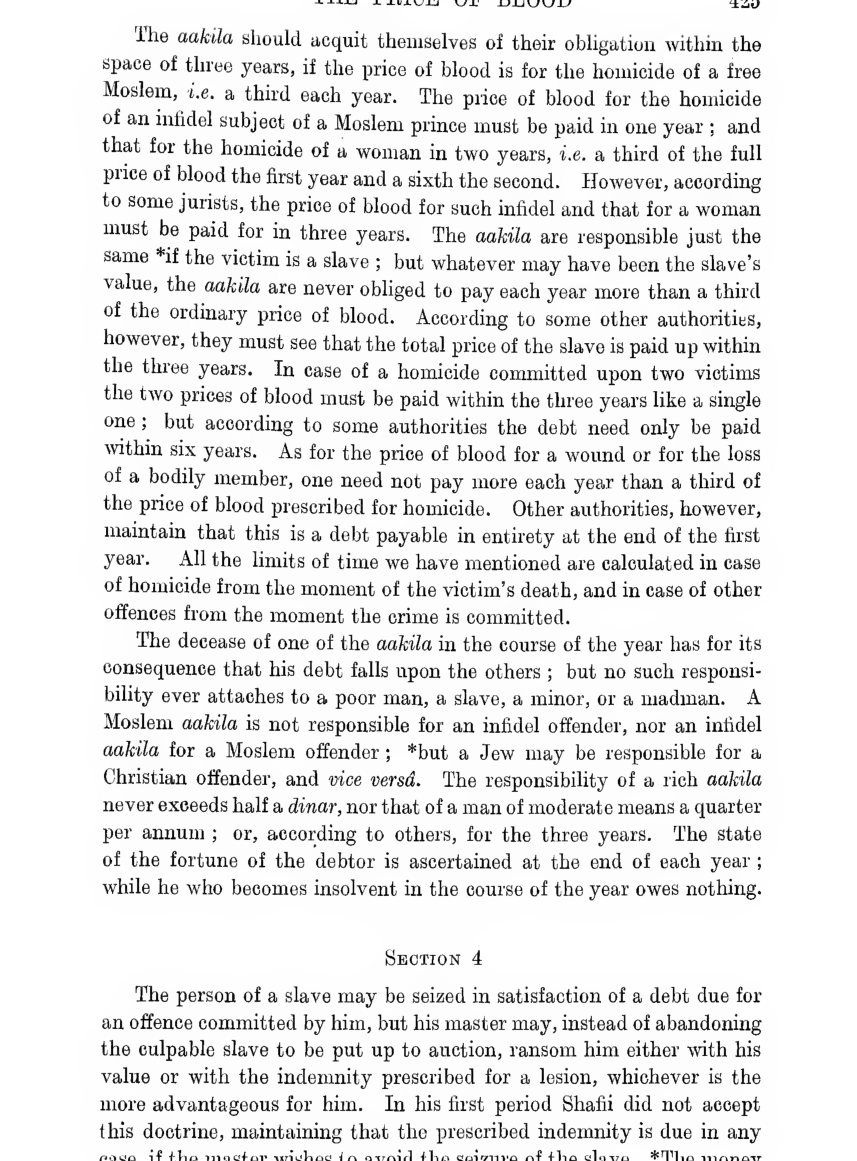 THE PRICE OF BLOOD 425
The aakila should acquit themselves of their obligation within the
space of three years, if the price of blood is for the homicide of a free
Moslem, i.e. a third each year. The price of blood for the homicide
of an infidel subject of a Moslem prince must be paid in one year ; and
that for the homicide of a woman in two years, i.e. a third of the full
price of blood the first year and a sixth the second. However, according
to some jurists, the price of blood for such infidel and that for a woman
must be paid for in three years. The aakila are responsible just the
same *if the victim is a slave ; but whatever may have been the slave's
value, the aakila are never obliged to pay each year more than a third
of the ordinary price of blood. According to some other authorities,
however, they must see that the total price of the slave is paid up within
the three years. In case of a homicide committed upon two victims
the two prices of blood must be paid within the three years like a single
one ; but according to some authorities the debt need only be paid
within six years. As for the price of blood for a wound or for the loss
of a bodily member, one need not pay more each year than a third of
the price of blood prescribed for homicide. Other authorities, however,
maintain that this is a debt payable in entirety at the end of the first
year. All the limits of time we have mentioned are calculated in case
of homicide from the moment of the victim's death, and in case of other
offences from the moment the crime is committed.
The decease of one of the aakila in the course of the year has for its
consequence that his debt falls upon the others ; but no such responsi-
bility ever attaches to a poor man, a slave, a minor, or a madman. A
Moslem aakila is not responsible for an infidel offender, nor an infidel
aakila for a Moslem offender ; *but a Jew may be responsible for a
Christian offender, and vice versâ. The responsibility of a rich aakila
never exceeds half a dinar, nor that of a man of moderate means a quarter
per annum ; or, according to others, for the three years. The state
of the fortune of the debtor is ascertained at the end of each year ;
while he who becomes insolvent in the course of the year owes nothing.
SECTION 4
The person of a slave may be seized in satisfaction of a debt due for
an offence committed by him, but his master may, instead of abandoning
the culpable slave to be put up to auction, ransom him either with his
value or with the indemnity prescribed for a lesion, whichever is the
more advantageous for him. In his first period Shafii did not accept
this doctrine, maintaining that the prescribed indemnity is due in any
case, if the master wishes to avoid the seizure of the slave. *The money